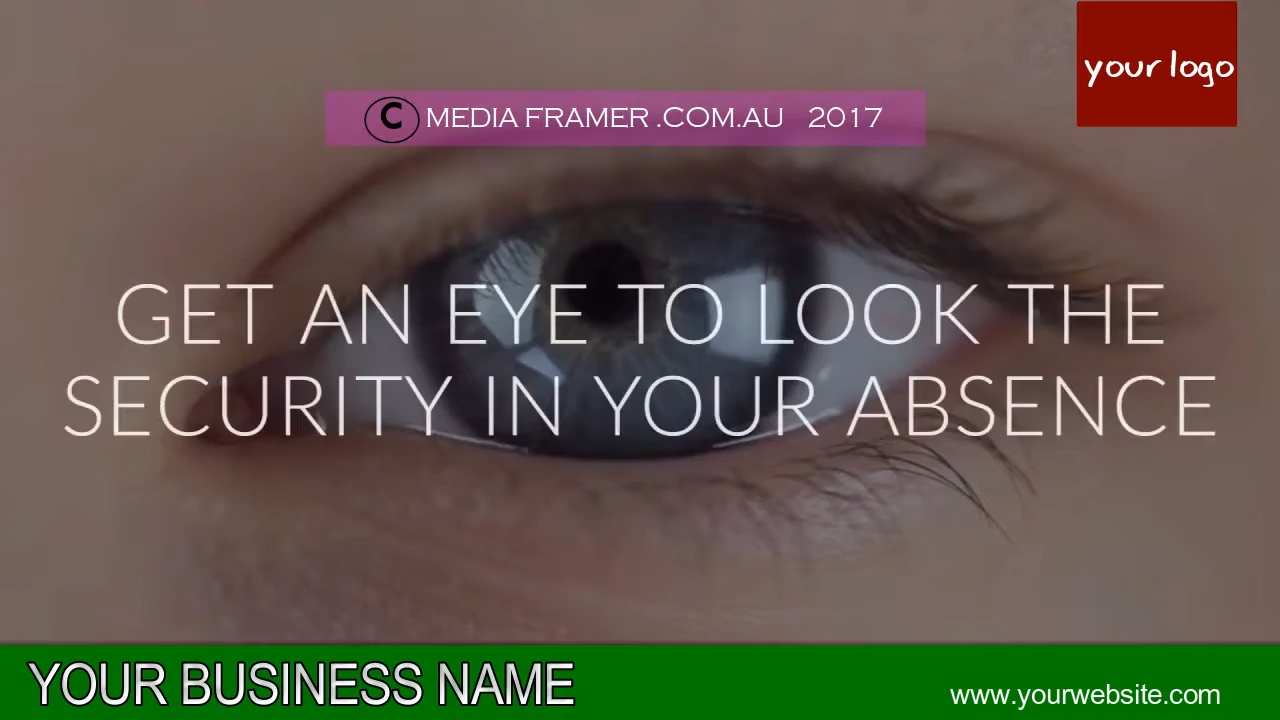 your logo
© MEDIA FRAMER .COM.AU 2017
GET AN EYE TO LOOK THE
SECURITY IN YOUR ABSENCE
YOUR BUSINESS NAME
www.yourwebsite.com